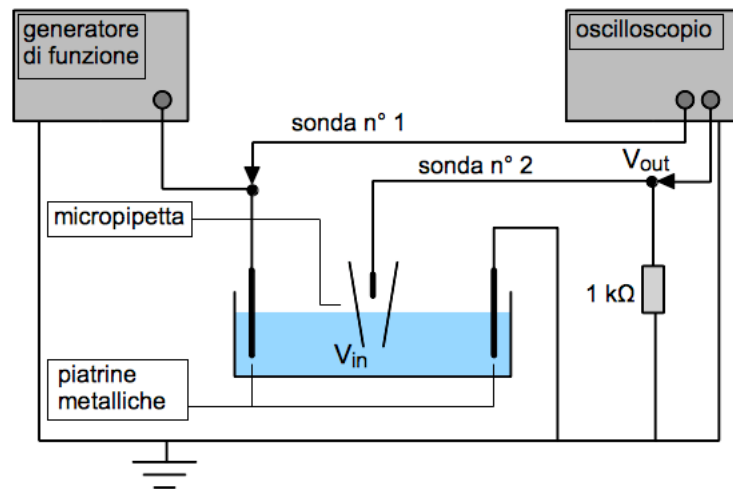 generatore
di funzione
oscilloscopio
sonda n° 1
sonda n° 2
Vout
micropipetta
1 kΩ
Vin
piatrine
metalliche